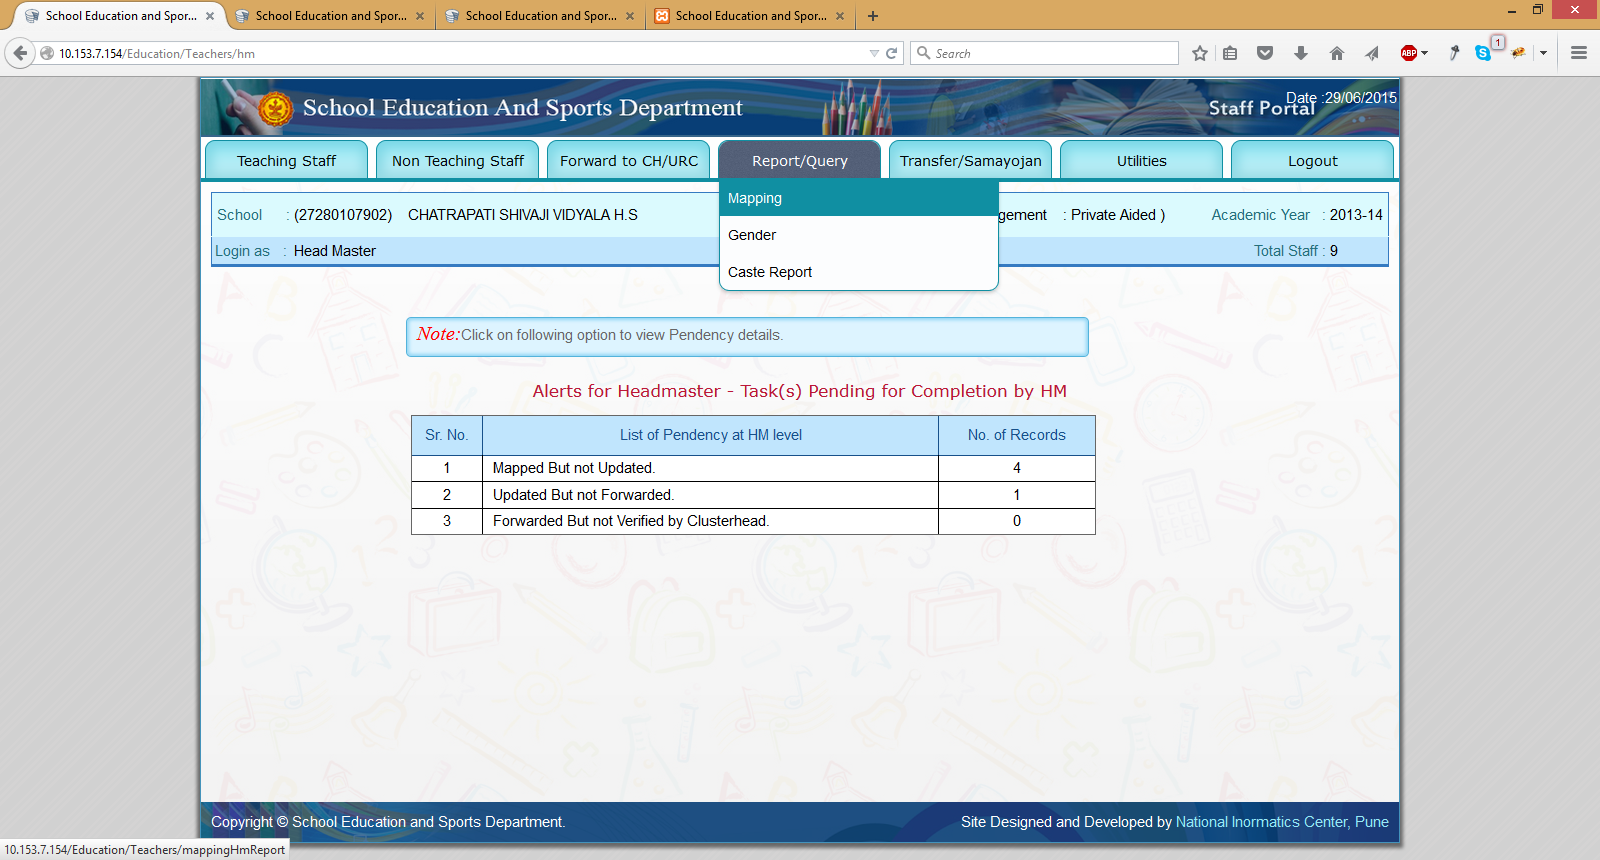 School Education and Spor... × School Education and Spor... × School Education and Spor... × School Education and Spor... × +
10.153.7.154/Education/Teachers/hm Search ABP S 1
School Education And Sports Department
Date :29/06/2015
Staff Portal
Teaching Staff Non Teaching Staff Forward to CH/URC Report/Query Transfer/Samayojan Utilities Logout
Mapping
Gender
Caste Report
School : (27280107902) CHATRAPATI SHIVAJI VIDYALA H.S gement : Private Aided ) Academic Year : 2013-14
Login as : Head Master Total Staff : 9
Note:Click on following option to view Pendency details.
Alerts for Headmaster - Task(s) Pending for Completion by HM
Sr. No. List of Pendency at HM level No. of Records
1 Mapped But not Updated. 4
2 Updated But not Forwarded. 1
3 Forwarded But not Verified by Clusterhead. 0
Copyright © School Education and Sports Department. Site Designed and Developed by National Inormatics Center, Pune
10.153.7.154/Education/Teachers/mappingHmReport